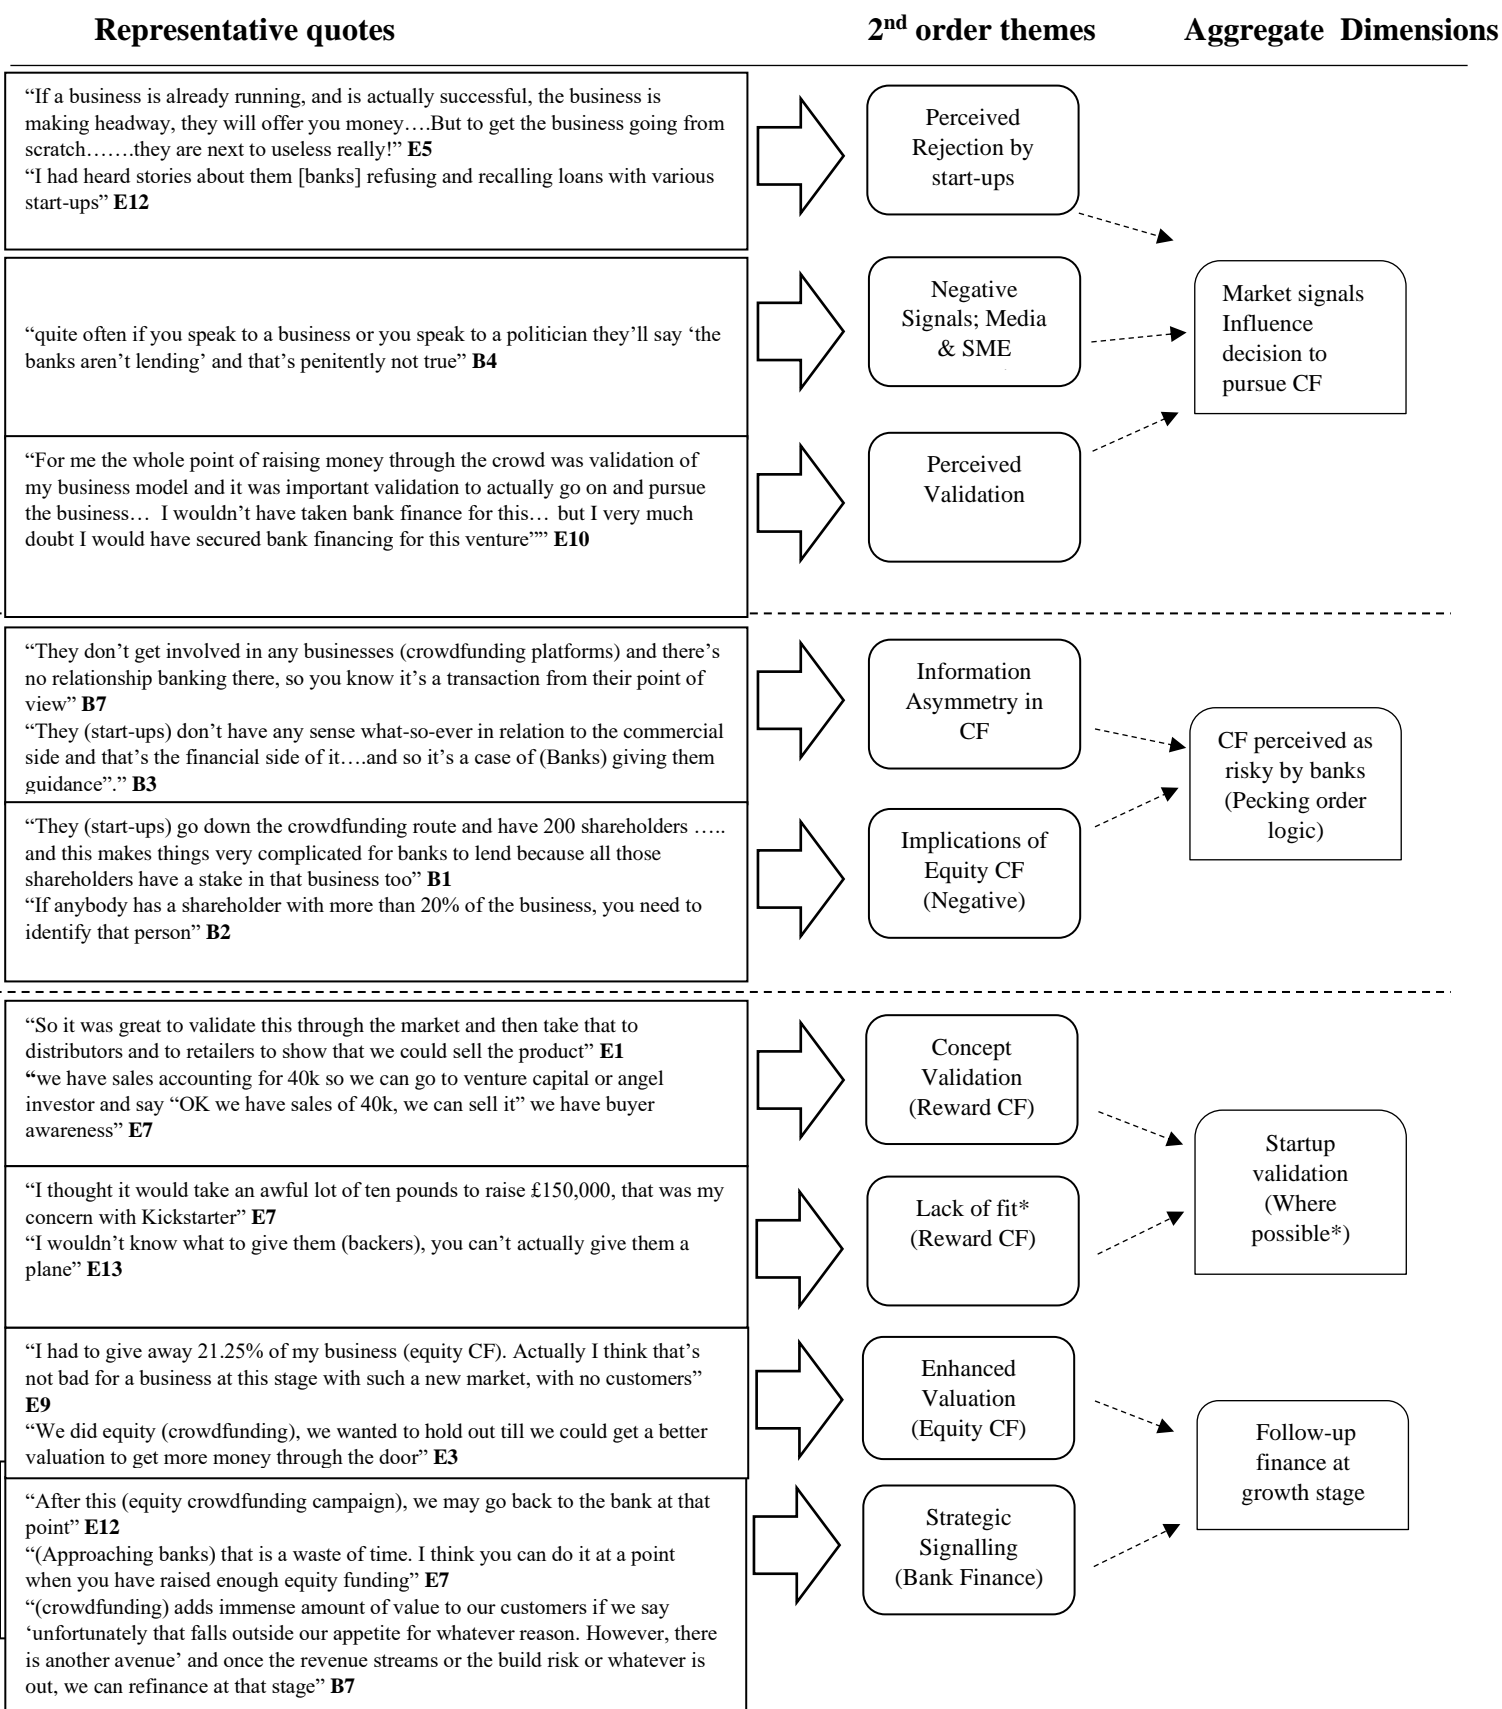 Representative quotes
2nd order themes
Aggregate Dimensions
“If a business is already running, and is actually successful, the business is
making headway, they will offer you money….But to get the business going from
scratch…….they are next to useless really!” E5
“I had heard stories about them [banks] refusing and recalling loans with various
start-ups” E12
Perceived
Rejection by
start-ups
“quite often if you speak to a business or you speak to a politician they’ll say ‘the
banks aren’t lending’ and that’s penitently not true” B4
Negative
Signals; Media
& SME
“For me the whole point of raising money through the crowd was validation of
my business model and it was important validation to actually go on and pursue
the business… I wouldn’t have taken bank finance for this… but I very much
doubt I would have secured bank financing for this venture”” E10
Perceived
Validation
Market signals
Influence
decision to
pursue CF
“They don’t get involved in any businesses (crowdfunding platforms) and there’s
no relationship banking there, so you know it’s a transaction from their point of
view” B7
“They (start-ups) don’t have any sense what-so-ever in relation to the commercial
side and that’s the financial side of it….and so it’s a case of (Banks) giving them
guidance”.” B3
Information
Asymmetry in
CF
“They (start-ups) go down the crowdfunding route and have 200 shareholders …..
and this makes things very complicated for banks to lend because all those
shareholders have a stake in that business too” B1
“If anybody has a shareholder with more than 20% of the business, you need to
identify that person” B2
Implications of
Equity CF
(Negative)
CF perceived as
risky by banks
(Pecking order
logic)
“So it was great to validate this through the market and then take that to
distributors and to retailers to show that we could sell the product” E1
“we have sales accounting for 40k so we can go to venture capital or angel
investor and say “OK we have sales of 40k, we can sell it” we have buyer
awareness” E7
Concept
Validation
(Reward CF)
“I thought it would take an awful lot of ten pounds to raise £150,000, that was my
concern with Kickstarter” E7
“I wouldn’t know what to give them (backers), you can’t actually give them a
plane” E13
Lack of fit*
(Reward CF)
Startup
validation
(Where
possible*)
“I had to give away 21.25% of my business (equity CF). Actually I think that’s
not bad for a business at this stage with such a new market, with no customers”
E9
“We did equity (crowdfunding), we wanted to hold out till we could get a better
valuation to get more money through the door” E3
Enhanced
Valuation
(Equity CF)
“After this (equity crowdfunding campaign), we may go back to the bank at that
point” E12
“(Approaching banks) that is a waste of time. I think you can do it at a point
when you have raised enough equity funding” E7
“(crowdfunding) adds immense amount of value to our customers if we say
‘unfortunately that falls outside our appetite for whatever reason. However, there
is another avenue’ and once the revenue streams or the build risk or whatever is
out, we can refinance at that stage” B7
Strategic
Signalling
(Bank Finance)
Follow-up
finance at
growth stage